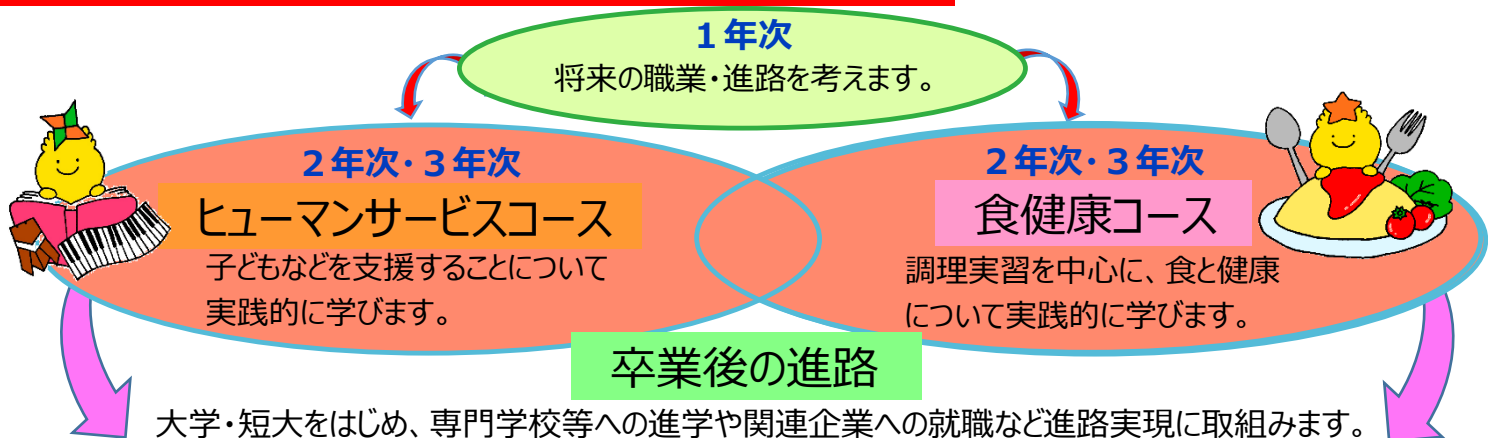 １年次
将来の職業・進路を考えます。
２年次・３年次
ヒューマンサービスコース
子どもなどを支援することについて
実践的に学びます。
２年次・３年次
食健康コース
調理実習を中心に、食と健康
について実践的に学びます。
卒業後の進路
大学・短大をはじめ、専門学校等への進学や関連企業への就職など進路実現に取組みます。